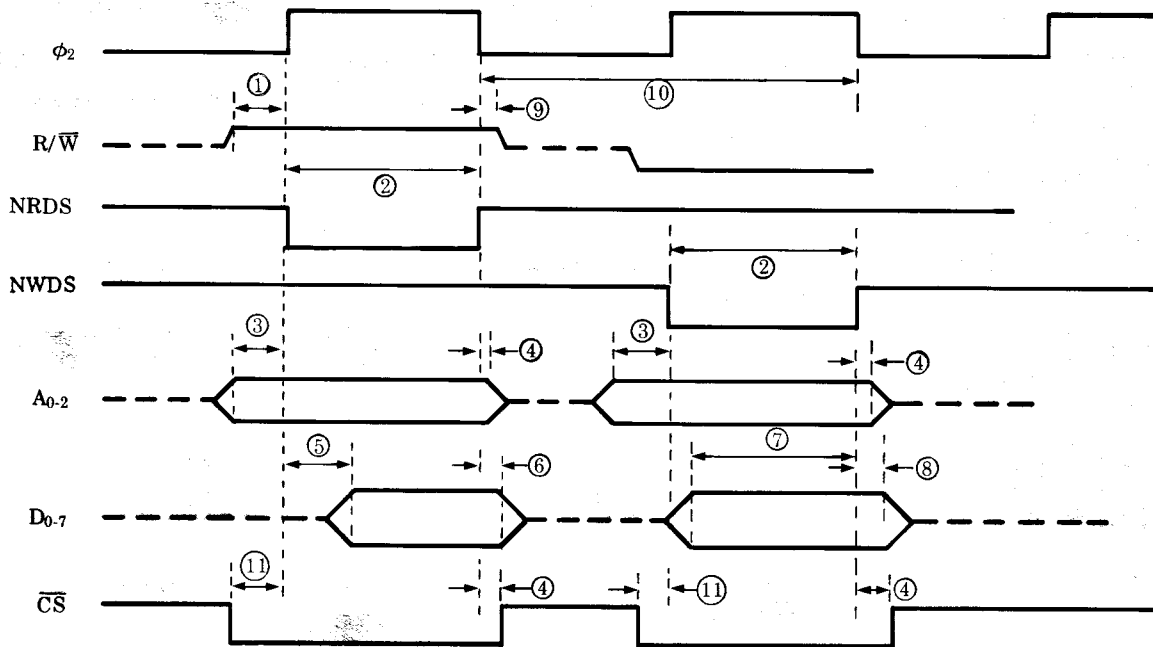 ϕ₂
① ⑨ ⑩
R/W̅
②
NRDS
②
NWDS
③ ④ ③ ④
A₀₋₂
⑤ ⑥ ⑦ ⑧
D₀₋₇
⑪ ④ ⑪ ④
C̅S̅